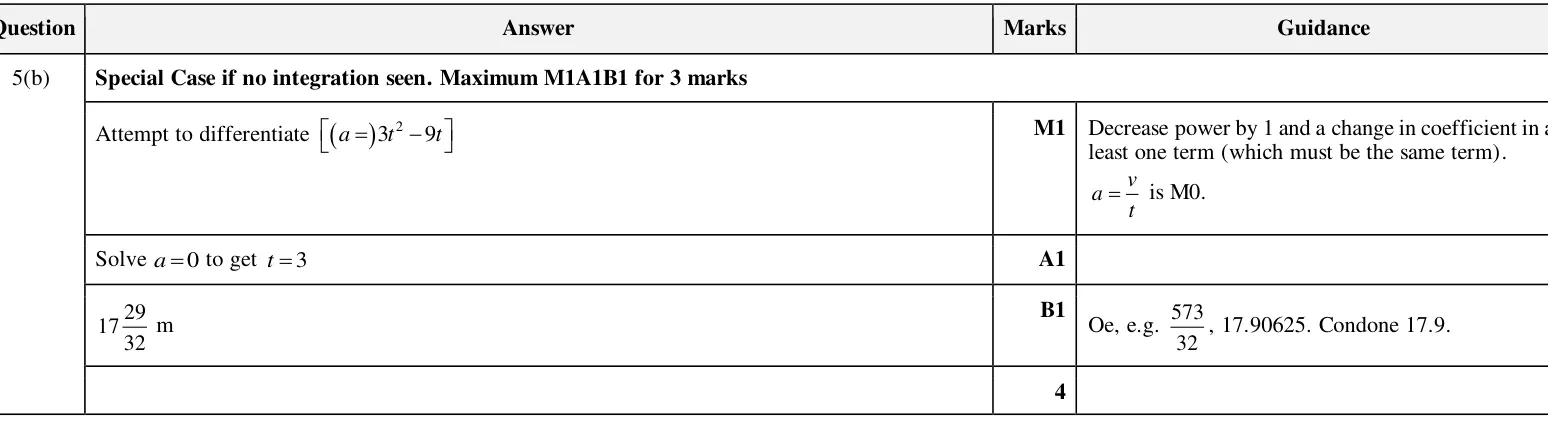 Question Answer Marks Guidance
5(b) Special Case if no integration seen. Maximum M1A1B1 for 3 marks
Attempt to differentiate [(a =)3t² − 9t] M1 Decrease power by 1 and a change in coefficient in a
least one term (which must be the same term).
a = v/t is M0.
Solve a = 0 to get t = 3 A1
17 29/32 m B1 Oe, e.g. 573/32, 17.90625. Condone 17.9.
4